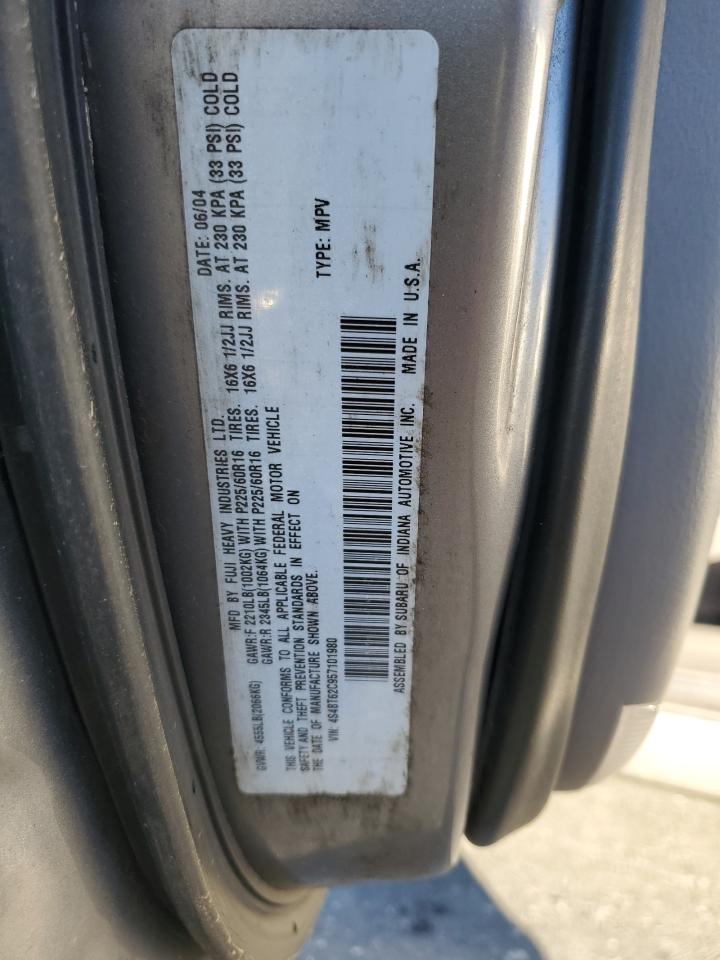 MFD BY FUJI HEAVY INDUSTRIES LTD. DATE: 06/04
GVWR: 4555LB(2066KG) GAWR:F 2210LB(1002KG) WITH P225/60R16 TIRES. 16X6 1/2JJ RIMS. AT 230 KPA (33 PSI) COLD
GAWR:R 2345LB(1064KG) WITH P225/60R16 TIRES. 16X6 1/2JJ RIMS. AT 230 KPA (33 PSI) COLD
THIS VEHICLE CONFORMS TO ALL APPLICABLE FEDERAL MOTOR VEHICLE
SAFETY AND THEFT PREVENTION STANDARDS IN EFFECT ON
THE DATE OF MANUFACTURE SHOWN ABOVE.
VIN: 4S4BT62C957101980 TYPE: MPV
ASSEMBLED BY SUBARU OF INDIANA AUTOMOTIVE INC. MADE IN U.S.A.